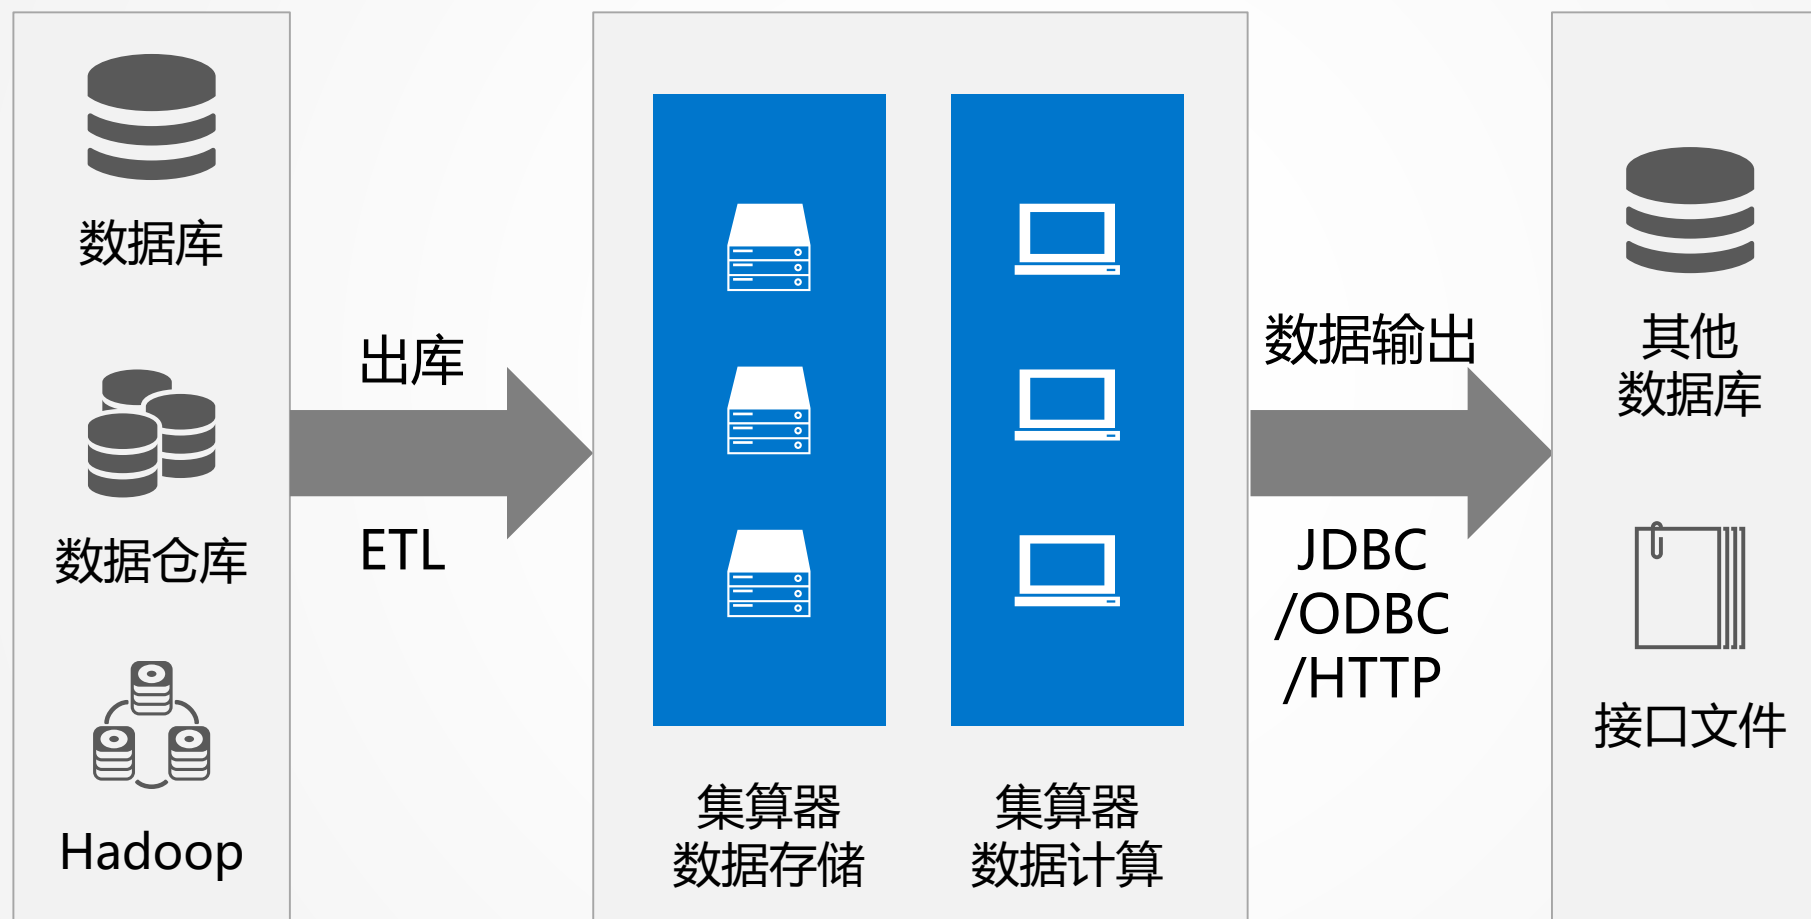 数据库
数据仓库
Hadoop
出库
ETL
集算器
数据存储
集算器
数据计算
数据输出
JDBC
/ODBC
/HTTP
其他
数据库
接口文件